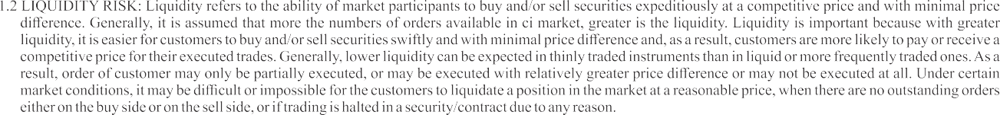 1.2 LIQUIDITY RISK: Liquidity refers to the ability of market participants to buy and/or sell securities expeditiously at a competitive price and with minimal price
difference. Generally, it is assumed that more the numbers of orders available in ci market, greater is the liquidity. Liquidity is important because with greater
liquidity, it is easier for customers to buy and/or sell securities swiftly and with minimal price difference and, as a result, customers are more likely to pay or receive a
competitive price for their executed trades. Generally, lower liquidity can be expected in thinly traded instruments than in liquid or more frequently traded ones. As a
result, order of customer may only be partially executed, or may be executed with relatively greater price difference or may not be executed at all. Under certain
market conditions, it may be difficult or impossible for the customers to liquidate a position in the market at a reasonable price, when there are no outstanding orders
either on the buy side or on the sell side, or if trading is halted in a security/contract due to any reason.